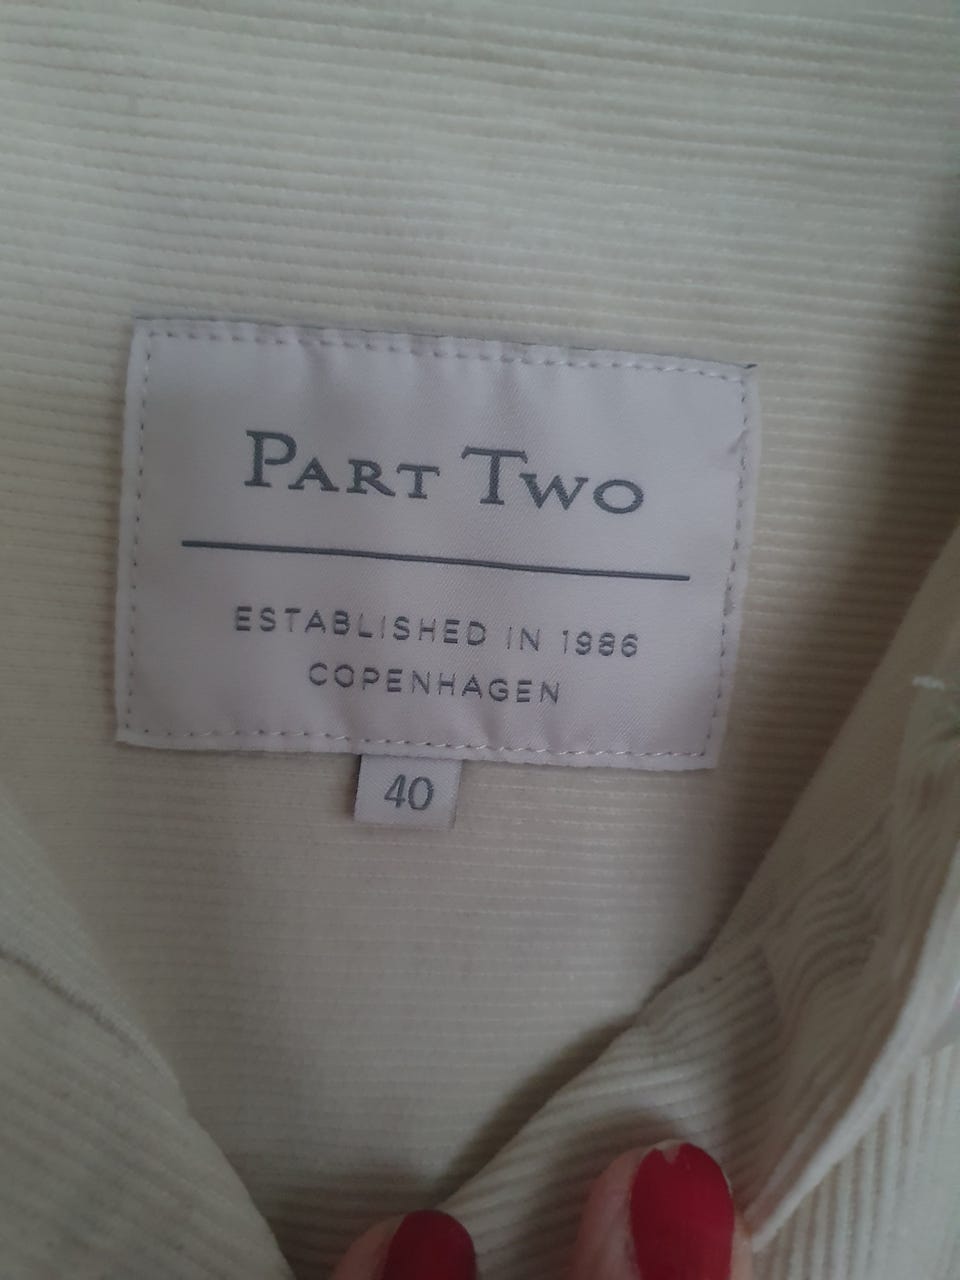 PART TWO
ESTABLISHED IN 1986
COPENHAGEN
40